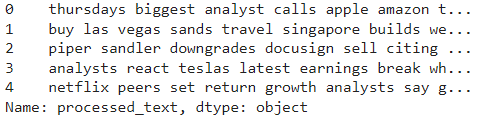 0    thursdays biggest analyst calls apple amazon t...
1    buy las vegas sands travel singapore builds we...
2    piper sandler downgrades docusign sell citing ...
3    analysts react teslas latest earnings break wh...
4    netflix peers set return growth analysts say g...
Name: processed_text, dtype: object